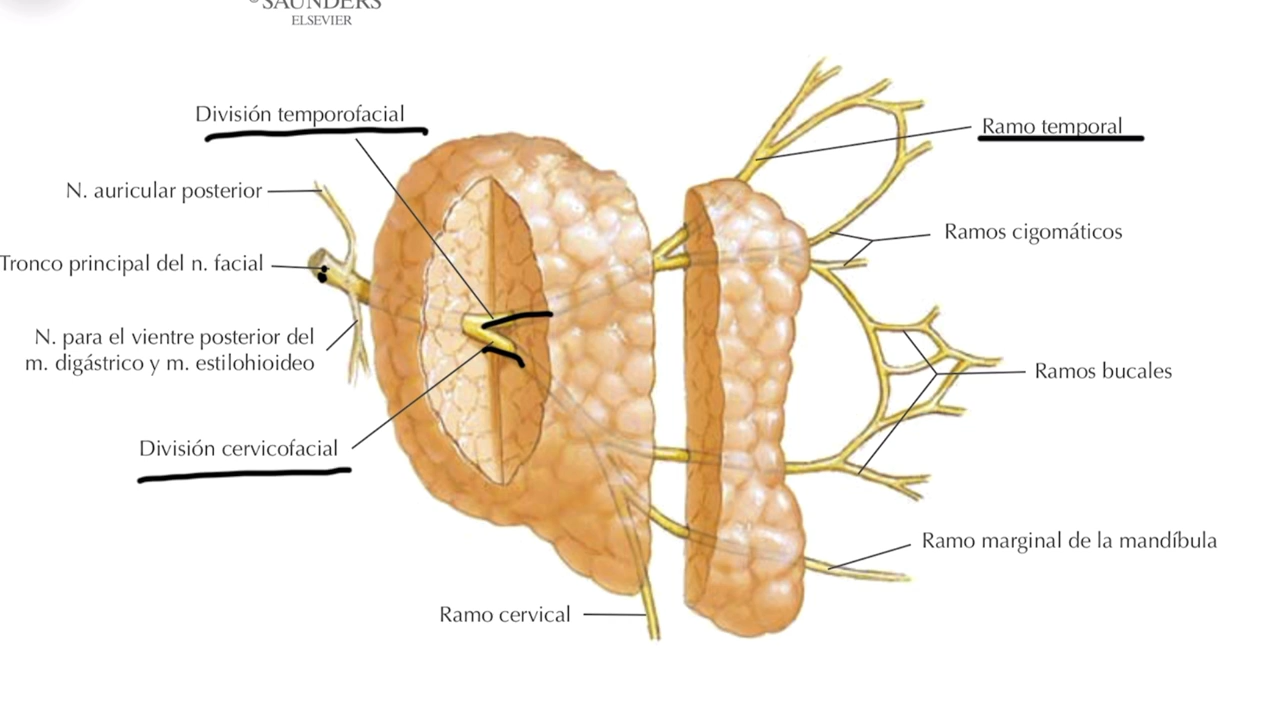 © SAUNDERS
ELSEVIER
División temporofacial
Ramo temporal
N. auricular posterior
Ramos cigomáticos
Tronco principal del n. facial
N. para el vientre posterior del
m. digástrico y m. estilohioideo
Ramos bucales
División cervicofacial
Ramo marginal de la mandíbula
Ramo cervical